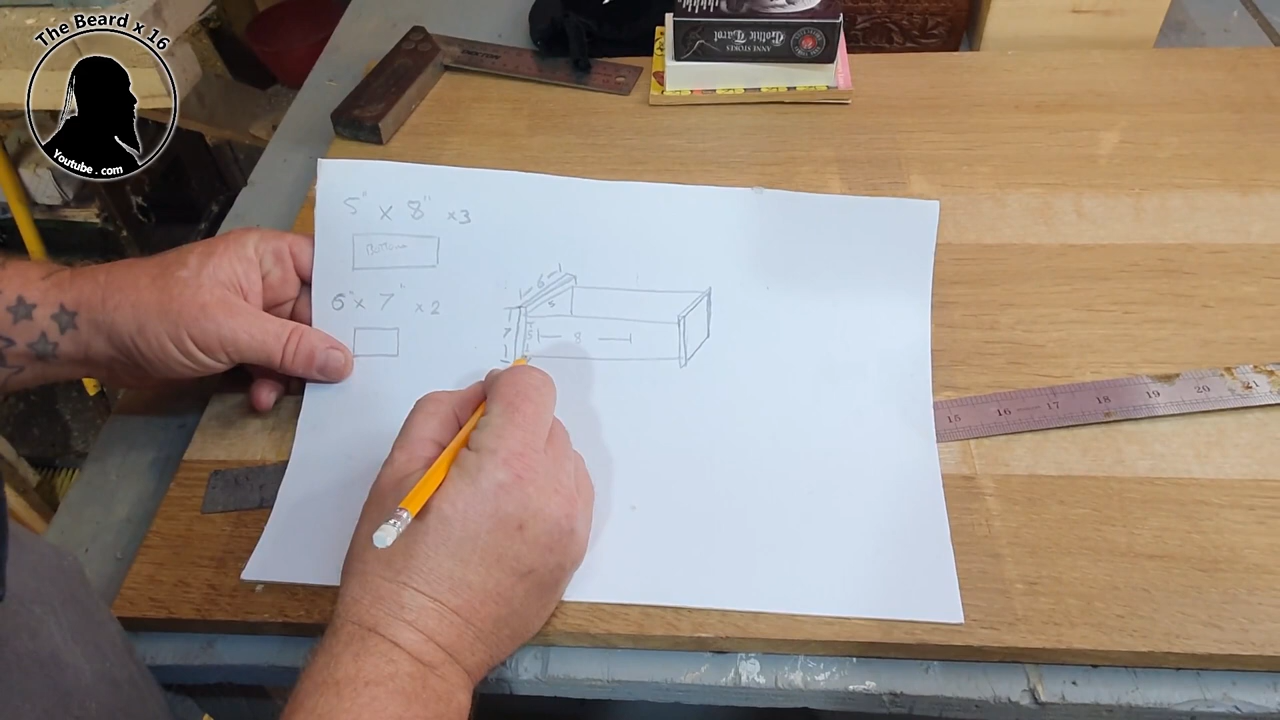 The Beard x 16
Youtube . com
ANNE STOKES
Gothic Tarot
5" x 8" x3
Bottom
6" x 7" x 2
6
5
7
5
8
15 16 17 18 19 20 21